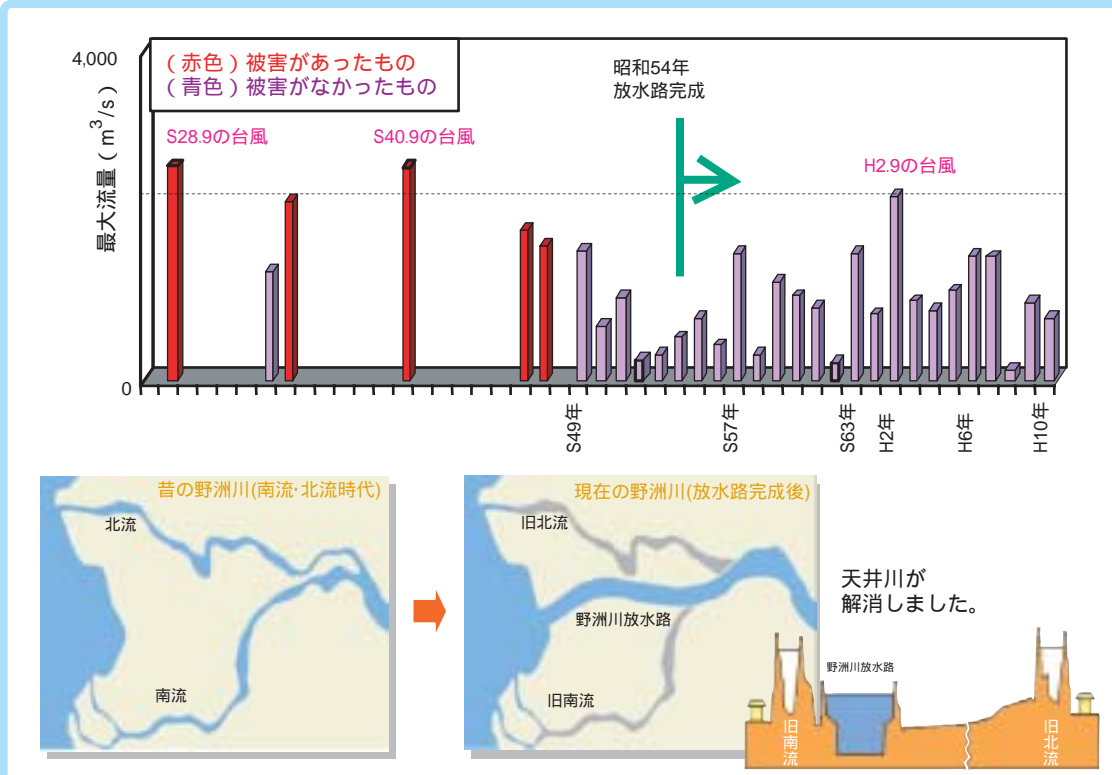 4,000
(赤色)被害があったもの
(青色)被害がなかったもの
昭和54年
放水路完成
S28.9の台風
S40.9の台風
H2.9の台風
最大流量(m³/s)
0
S49年
S57年
S63年
H2年
H6年
H10年
昔の野洲川(南流・北流時代)
北流
南流
現在の野洲川(放水路完成後)
旧北流
野洲川放水路
旧南流
天井川が
解消しました。
野洲川放水路
旧南流
旧北流